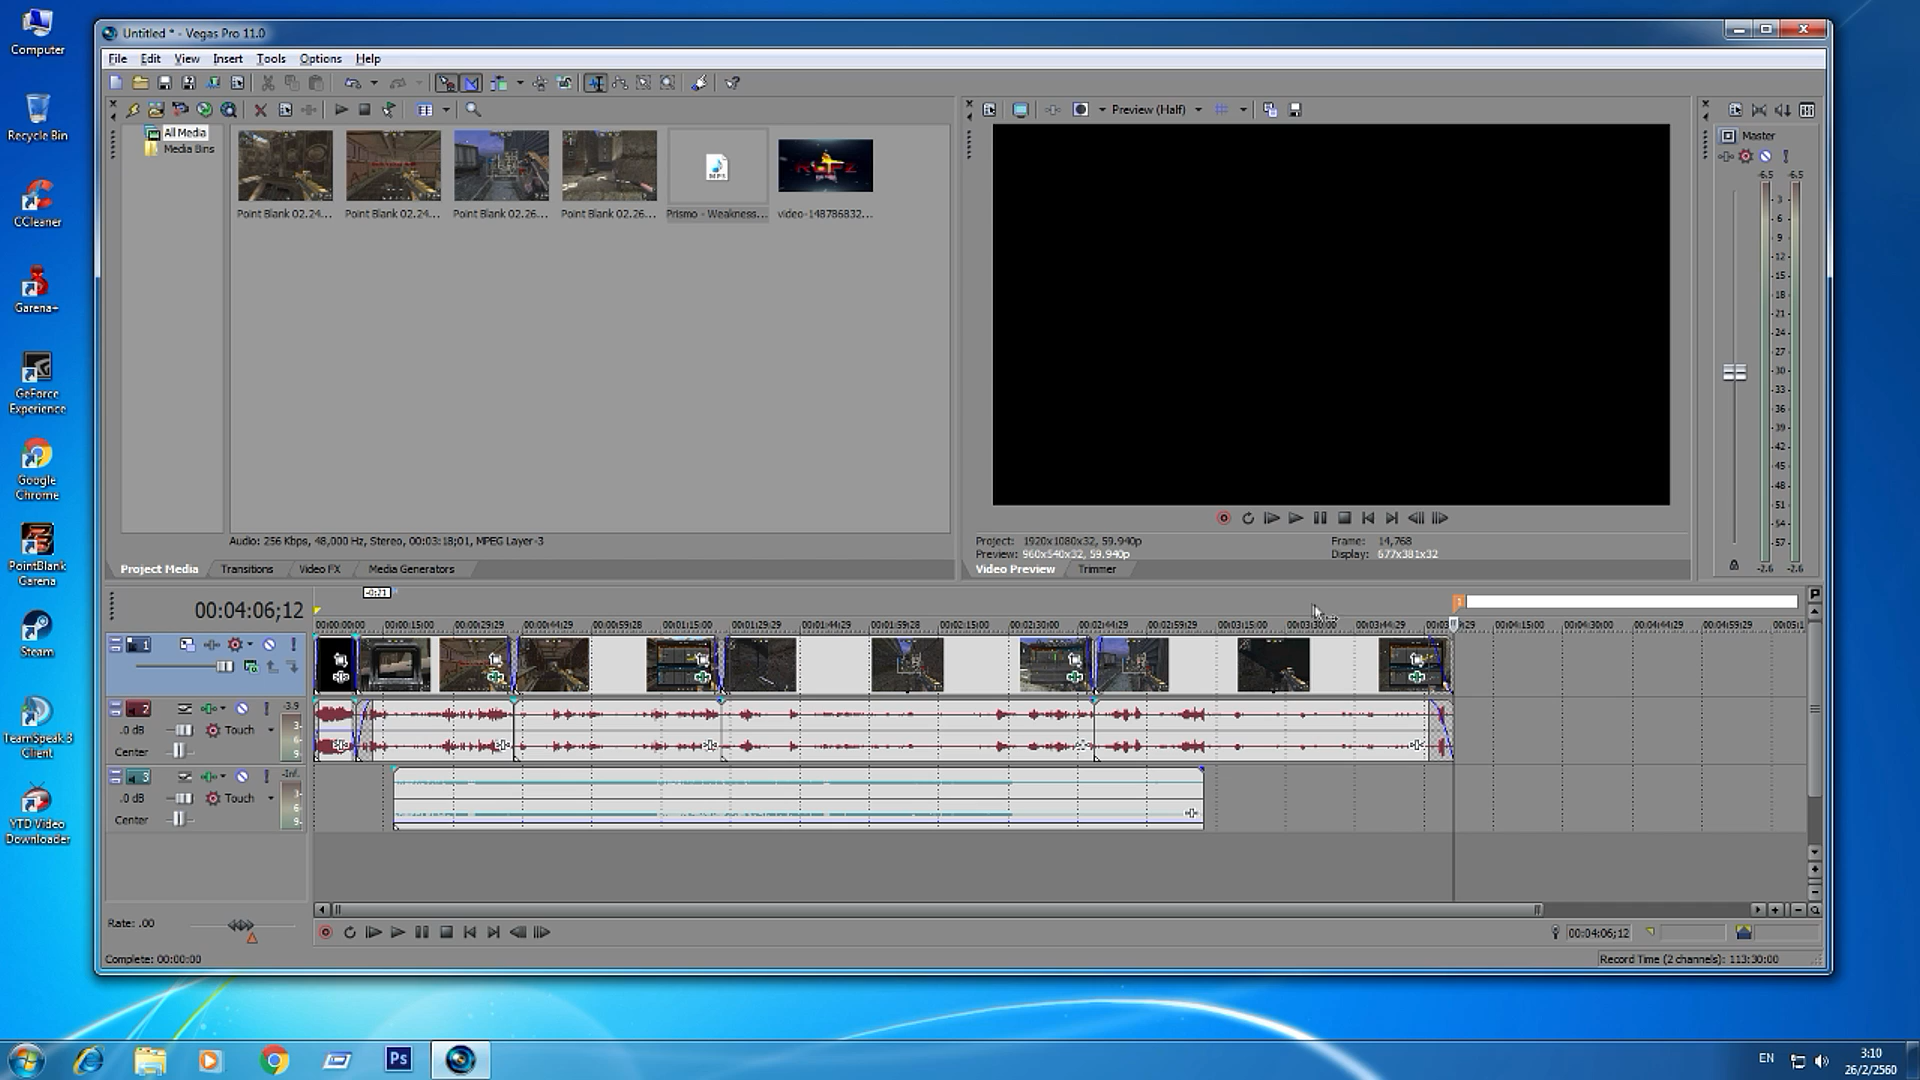 Computer
Recycle Bin
CCleaner
Garena+
GeForce
Experience
Google
Chrome
PointBlank
Garena
Steam
TeamSpeak 3
Client
YTD Video
Downloader
Untitled * - Vegas Pro 11.0
File Edit View Insert Tools Options Help
Preview (Half)
All Media
Media Bins
Master
Point Blank 02.24...
Point Blank 02.24...
Point Blank 02.26...
Point Blank 02.26...
Prismo - Weakness...
video-148786832...
MP3
-6.5 -6.5
3
6
9
-12
-15
-18
-21
-24
-27
-30
-33
-36
-39
-42
-45
-48
-51
-54
-57
-2.6 -2.6
Audio: 256 Kbps, 48,000 Hz, Stereo, 00:03:18;01, MPEG Layer-3
Project: 1920x1080x32, 59.940p
Preview: 960x540x32, 59.940p
Frame: 14,768
Display: 677x381x32
Project Media Transitions Video FX Media Generators
Video Preview Trimmer
-0:21
00:04:06;12
1
00:00:00:00 00:00:15:00 00:00:29:29 00:00:44:29 00:00:59:28 00:01:15:00 00:01:29:29 00:01:44:29 00:01:59:28 00:02:15:00 00:02:30:00 00:02:44:29 00:02:59:29 00:03:15:00 00:03:30:00 00:03:44:29 00:04:15:00 00:04:30:00 00:04:44:29 00:04:59:29
1
2
-3.9
.0 dB Touch
Center
3
-Inf.
.0 dB Touch
Center
Rate: .00
00:04:06;12
Complete: 00:00:00
Record Time (2 channels): 113:30:00
Ps
EN
3:10
26/2/2560